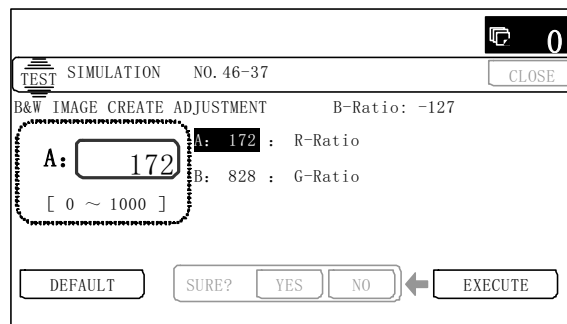 0
TEST SIMULATION NO. 46-37 CLOSE
B&W IMAGE CREATE ADJUSTMENT B-Ratio: -127
A: 172 : R-Ratio
A: 172
B: 828 : G-Ratio
[ 0 ~ 1000 ]
DEFAULT SURE? YES NO EXECUTE